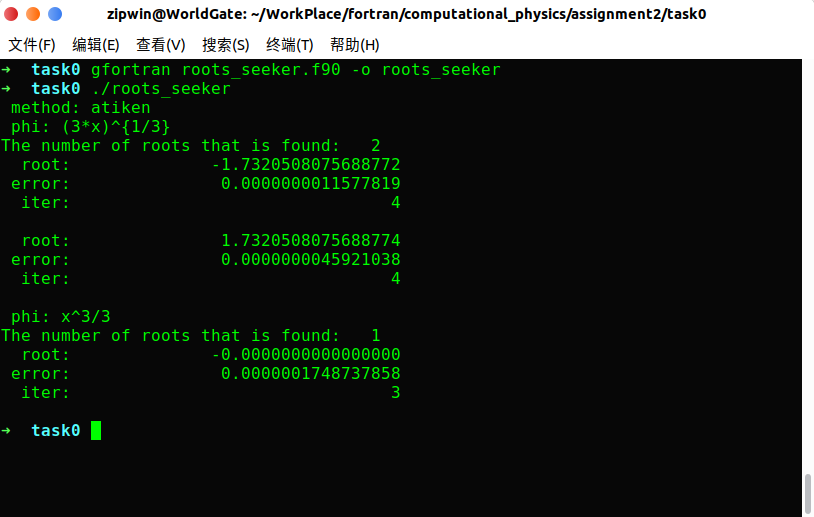 zipwin@WorldGate: ~/WorkPlace/fortran/computational_physics/assignment2/task0
文件(F) 编辑(E) 查看(V) 搜索(S) 终端(T) 帮助(H)
➜ task0 gfortran roots_seeker.f90 -o roots_seeker
➜ task0 ./roots_seeker
method: atiken
phi: (3*x)^{1/3}
The number of roots that is found: 2
root: -1.7320508075688772
error: 0.0000000011577819
iter: 4
root: 1.7320508075688774
error: 0.0000000045921038
iter: 4
phi: x^3/3
The number of roots that is found: 1
root: -0.0000000000000000
error: 0.0000001748737858
iter: 3
➜ task0